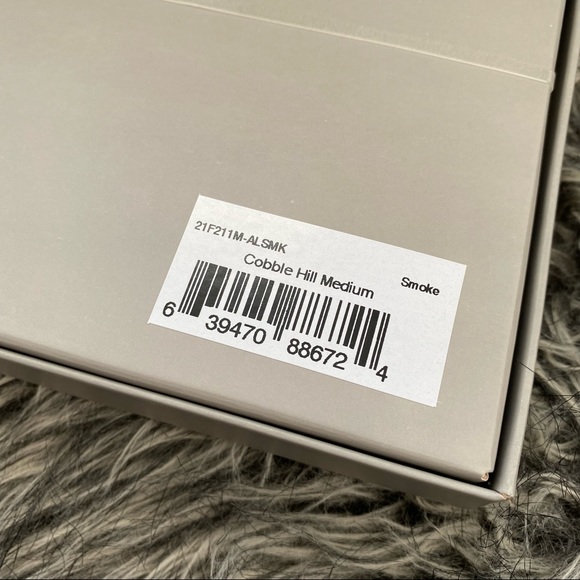 21F211M-ALSMK
Cobble Hill Medium Smoke
6 39470 88672 4